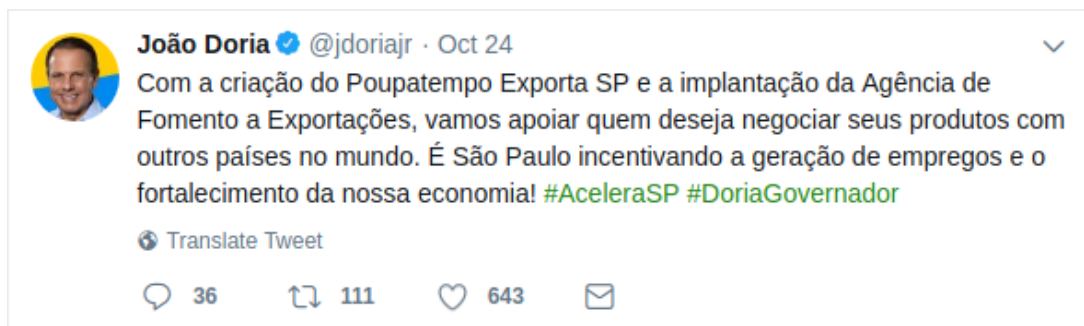 João Doria @jdoriajr · Oct 24
Com a criação do Poupatempo Exporta SP e a implantação da Agência de
Fomento a Exportações, vamos apoiar quem deseja negociar seus produtos com
outros países no mundo. É São Paulo incentivando a geração de empregos e o
fortalecimento da nossa economia! #AceleraSP #DoriaGovernador
Translate Tweet
36 111 643